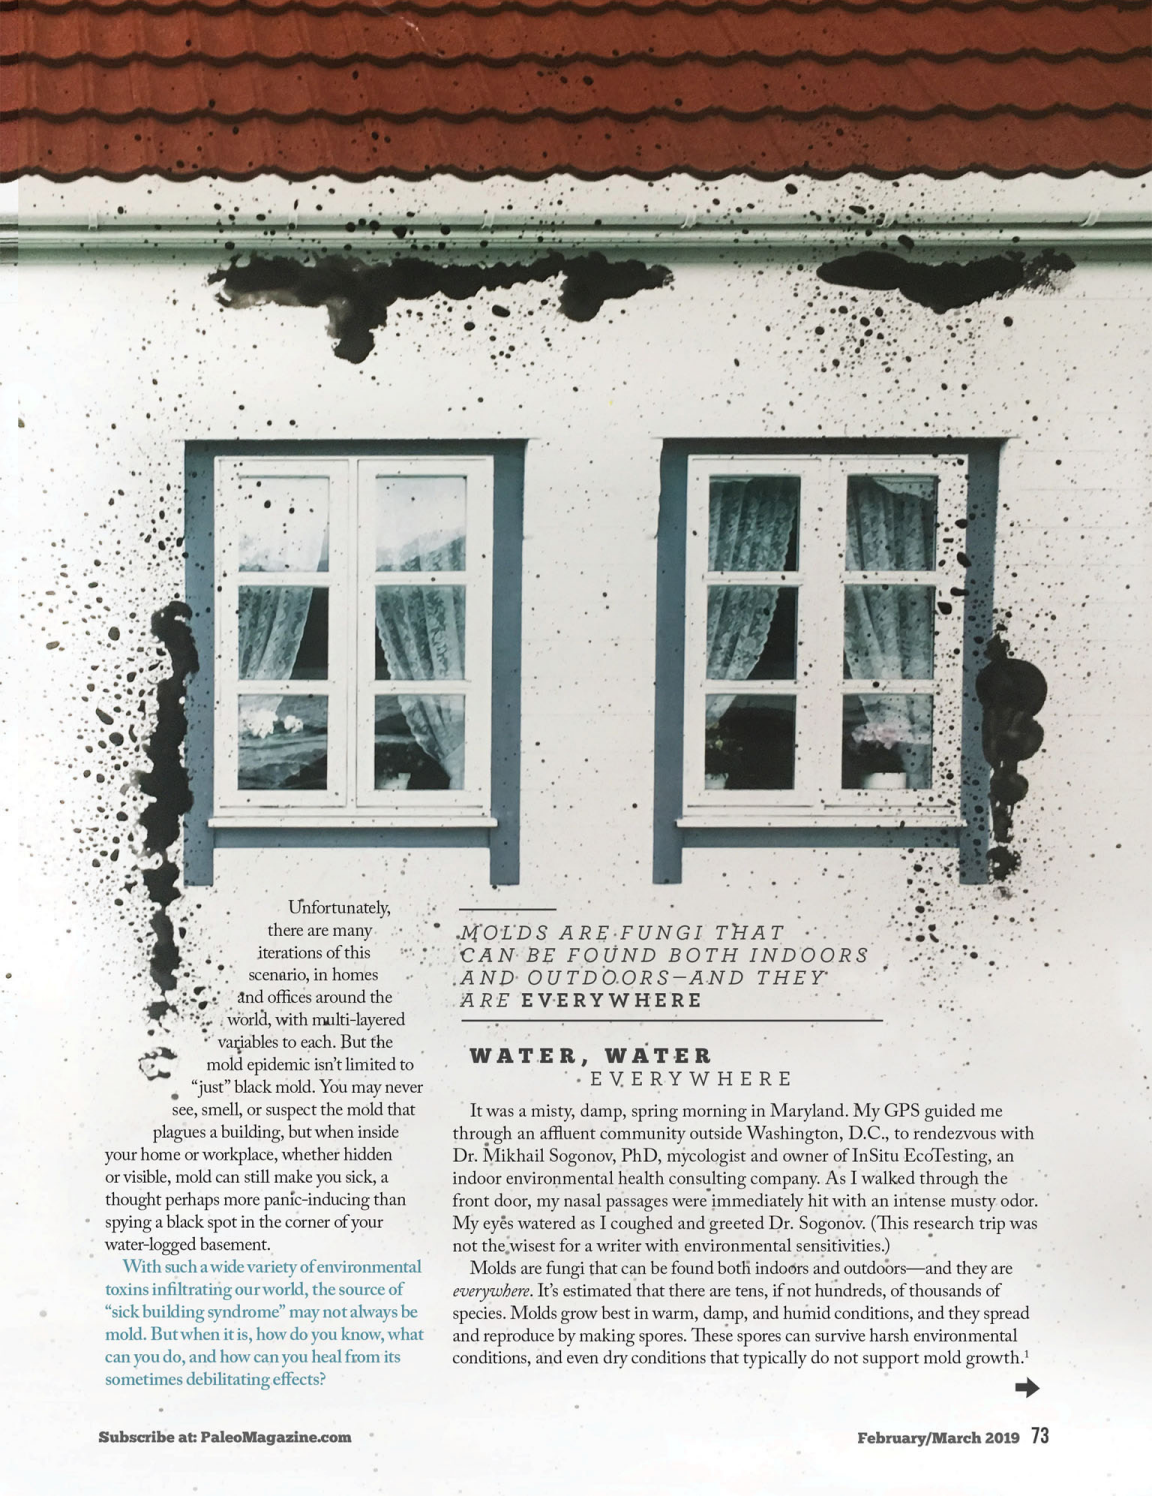 Unfortunately,
there are many
iterations of this
scenario, in homes
and offices around the
world, with multi-layered
variables to each. But the
mold epidemic isn't limited to
“just” black mold. You may never
see, smell, or suspect the mold that
plagues a building, but when inside
your home or workplace, whether hidden
or visible, mold can still make you sick, a
thought perhaps more panic-inducing than
spying a black spot in the corner of your
water-logged basement.
With such a wide variety of environmental
toxins infiltrating our world, the source of
“sick building syndrome” may not always be
mold. But when it is, how do you know, what
can you do, and how can you heal from its
sometimes debilitating effects?
MOLDS ARE FUNGI THAT
CAN BE FOUND BOTH INDOORS
AND OUTDOORS—AND THEY
ARE EVERYWHERE
WATER, WATER
EVERYWHERE
It was a misty, damp, spring morning in Maryland. My GPS guided me
through an affluent community outside Washington, D.C., to rendezvous with
Dr. Mikhail Sogonov, PhD, mycologist and owner of InSitu EcoTesting, an
indoor environmental health consulting company. As I walked through the
front door, my nasal passages were immediately hit with an intense musty odor.
My eyes watered as I coughed and greeted Dr. Sogonov. (This research trip was
not the wisest for a writer with environmental sensitivities.)
Molds are fungi that can be found both indoors and outdoors—and they are
everywhere. It's estimated that there are tens, if not hundreds, of thousands of
species. Molds grow best in warm, damp, and humid conditions, and they spread
and reproduce by making spores. These spores can survive harsh environmental
conditions, and even dry conditions that typically do not support mold growth.¹
Subscribe at: PaleoMagazine.com
February/March 2019 73